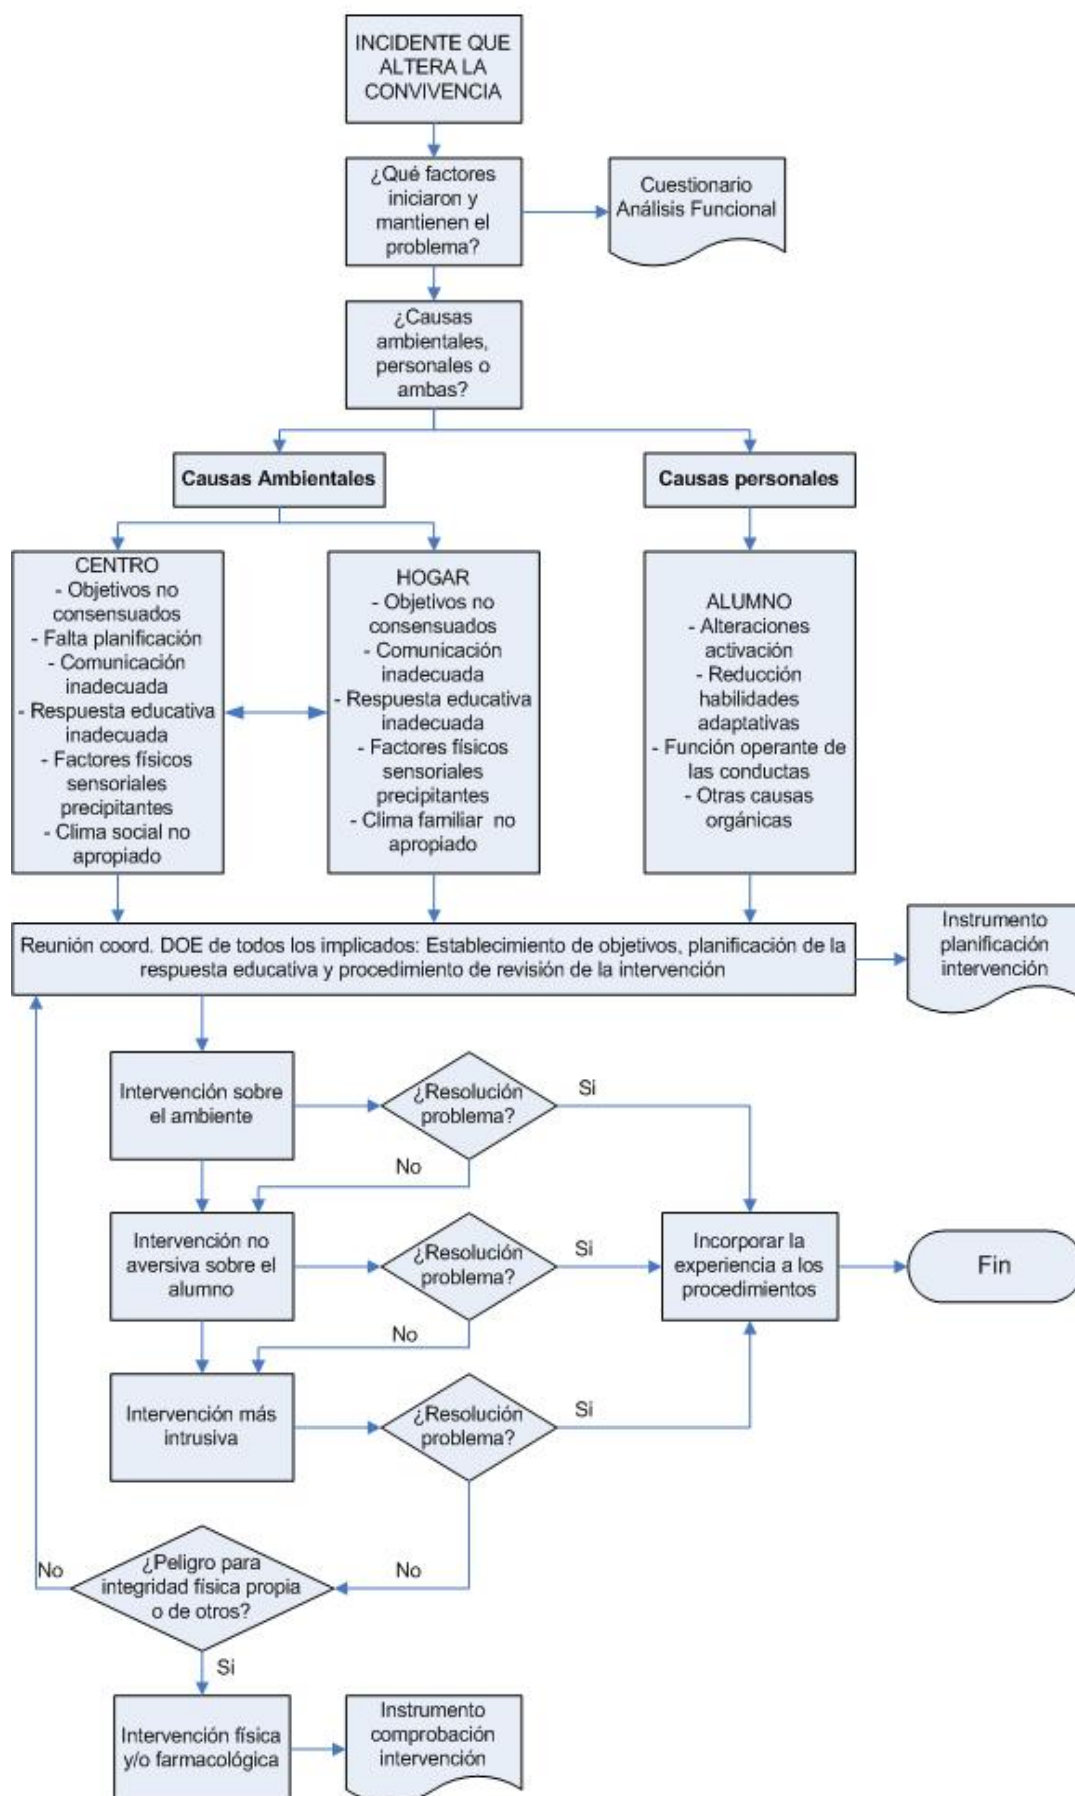 INCIDENTE QUE
ALTERA LA
CONVIVENCIA
¿Qué factores
iniciaron y
mantienen el
problema?
Cuestionario
Análisis Funcional
¿Causas
ambientales,
personales o
ambas?
Causas Ambientales
Causas personales
CENTRO
- Objetivos no
consensuados
- Falta planificación
- Comunicación
inadecuada
- Respuesta educativa
inadecuada
- Factores físicos
sensoriales
precipitantes
- Clima social no
apropiado
HOGAR
- Objetivos no
consensuados
- Comunicación
inadecuada
- Respuesta educativa
inadecuada
- Factores físicos
sensoriales
precipitantes
- Clima familiar no
apropiado
ALUMNO
- Alteraciones
activación
- Reducción
habilidades
adaptativas
- Función operante de
las conductas
- Otras causas
orgánicas
Reunión coord. DOE de todos los implicados: Establecimiento de objetivos, planificación de la
respuesta educativa y procedimiento de revisión de la intervención
Instrumento
planificación
intervención
Intervención sobre
el ambiente
¿Resolución
problema?
Si
No
Intervención no
aversiva sobre el
alumno
¿Resolución
problema?
Si
Incorporar la
experiencia a los
procedimientos
Fin
No
Intervención más
intrusiva
¿Resolución
problema?
Si
No
¿Peligro para
integridad física propia
o de otros?
No
Si
Intervención física
y/o farmacológica
Instrumento
comprobación
intervención